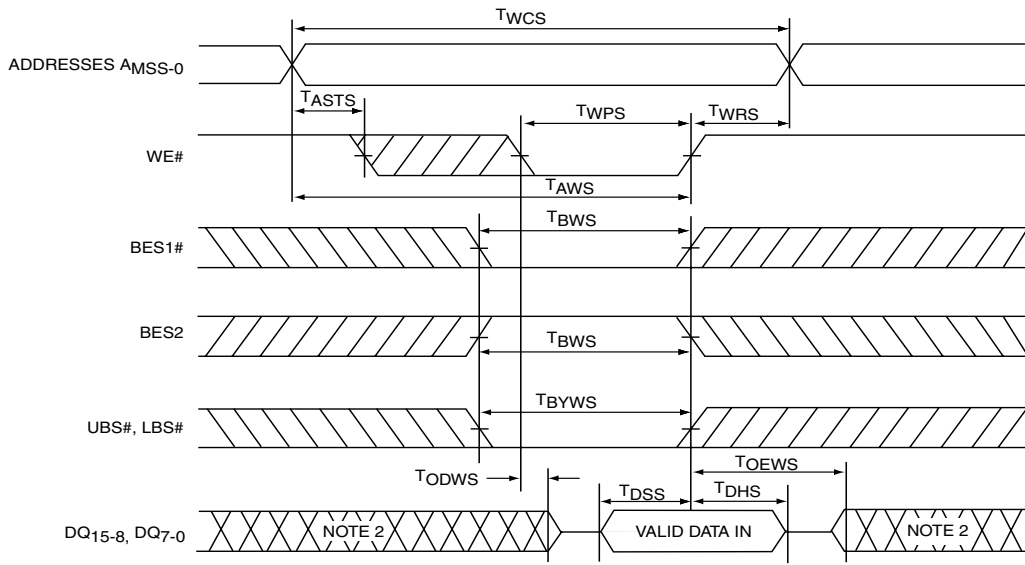 TWCS
ADDRESSES AMSS-0
TASTS
TWPS
TWRS
WE#
TAWS
TBWS
BES1#
BES2
TBWS
TBYWS
UBS#, LBS#
TOEWS
TODWS
TDSS
TDHS
DQ15-8, DQ7-0
NOTE 2
VALID DATA IN
NOTE 2